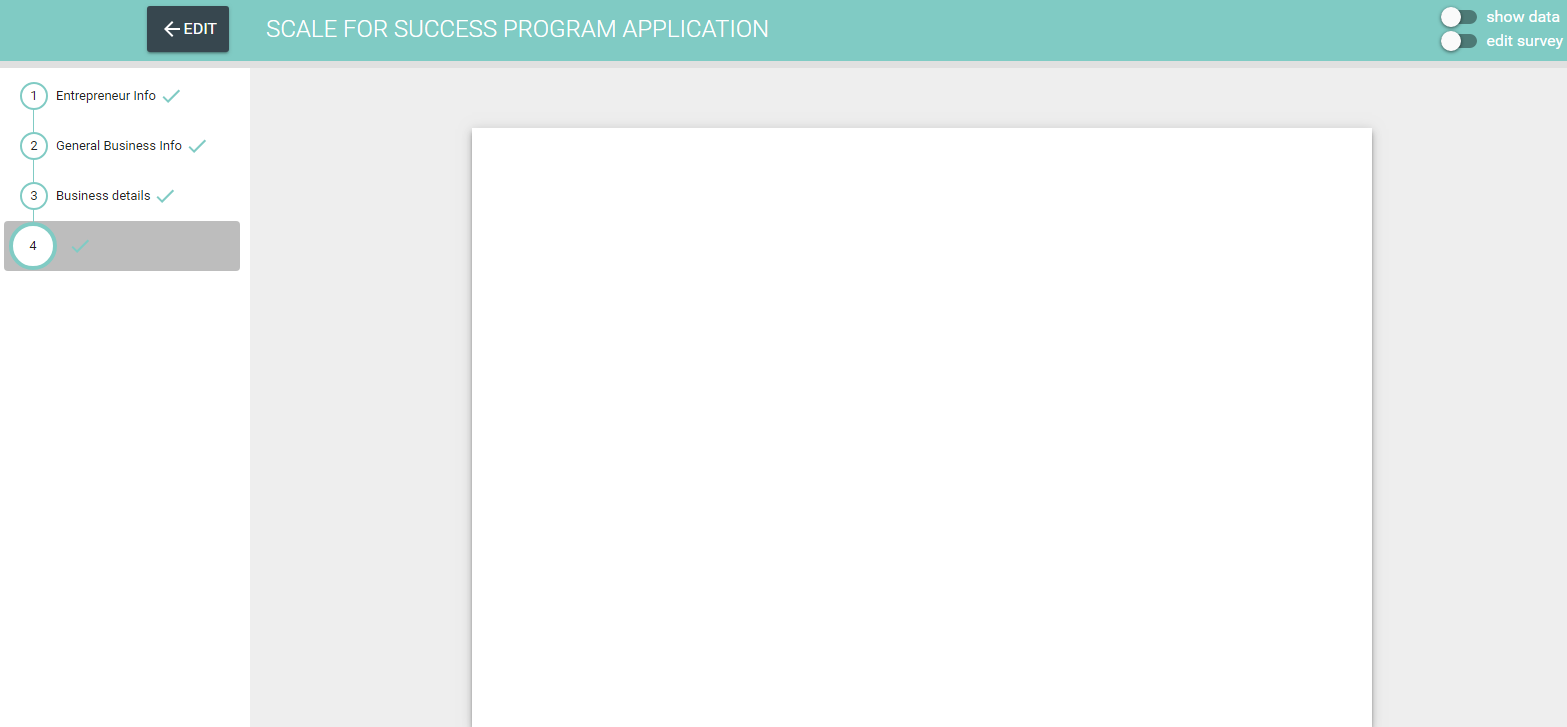 EDIT
SCALE FOR SUCCESS PROGRAM APPLICATION
show data
edit survey
1 Entrepreneur Info
2 General Business Info
3 Business details
4